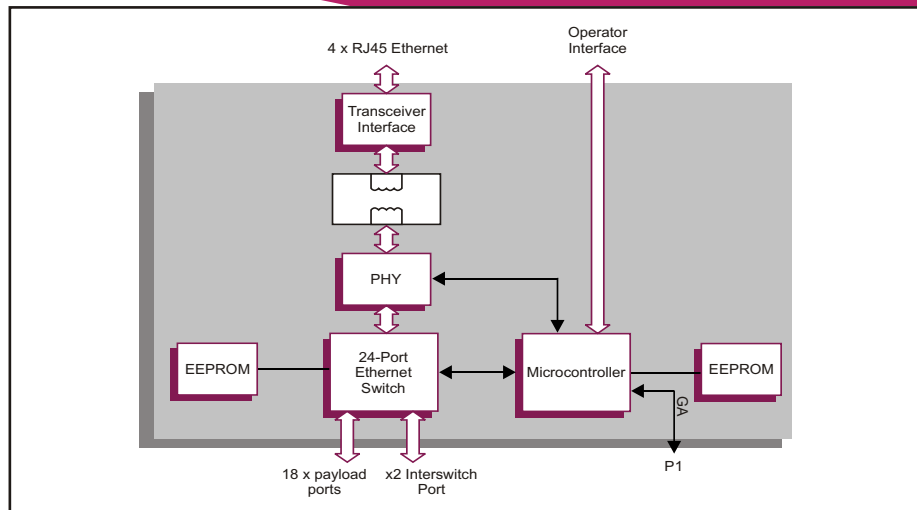 4 x RJ45 Ethernet
Operator
Interface
Transceiver
Interface
PHY
EEPROM
24-Port
Ethernet
Switch
Microcontroller
EEPROM
GA
18 x payload
ports
x2 Interswitch
Port
P1